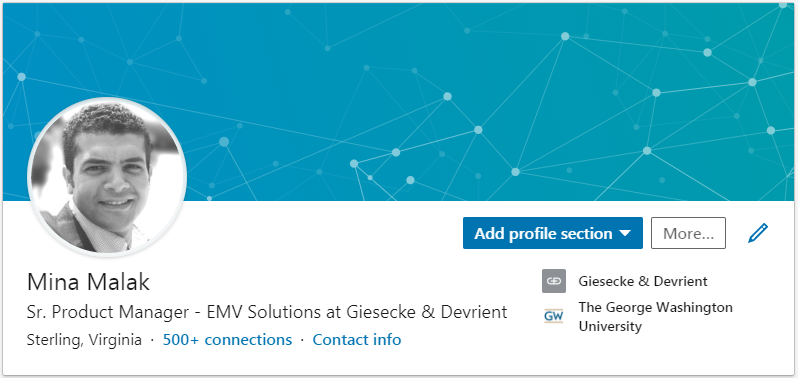 Add profile section
More...
Mina Malak
Sr. Product Manager - EMV Solutions at Giesecke & Devrient
Sterling, Virginia · 500+ connections · Contact info
Giesecke & Devrient
GW
The George Washington
University